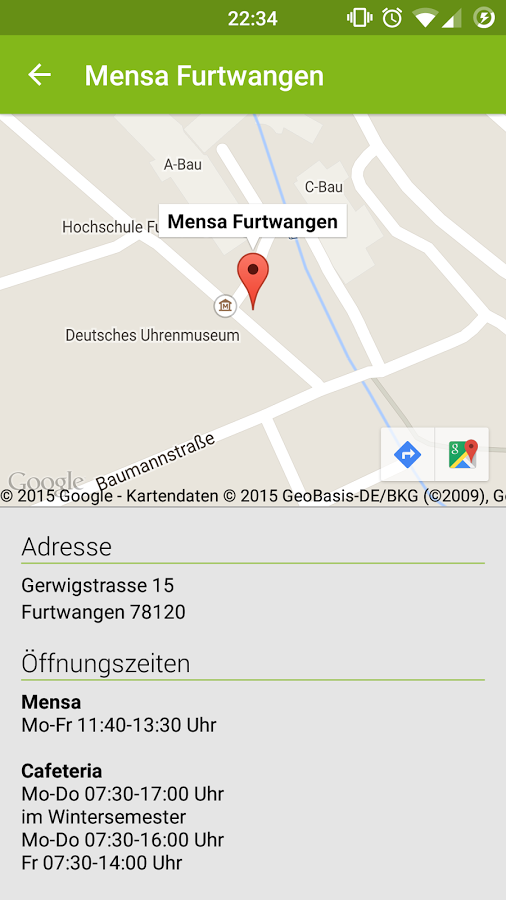 22:34
Mensa Furtwangen
A-Bau
C-Bau
Hochschule Fu
Mensa Furtwangen
Deutsches Uhrenmuseum
Baumannstraße
Google
© 2015 Google - Kartendaten © 2015 GeoBasis-DE/BKG (©2009), G
Adresse
Gerwigstrasse 15
Furtwangen 78120
Öffnungszeiten
Mensa
Mo-Fr 11:40-13:30 Uhr
Cafeteria
Mo-Do 07:30-17:00 Uhr
im Wintersemester
Mo-Do 07:30-16:00 Uhr
Fr 07:30-14:00 Uhr